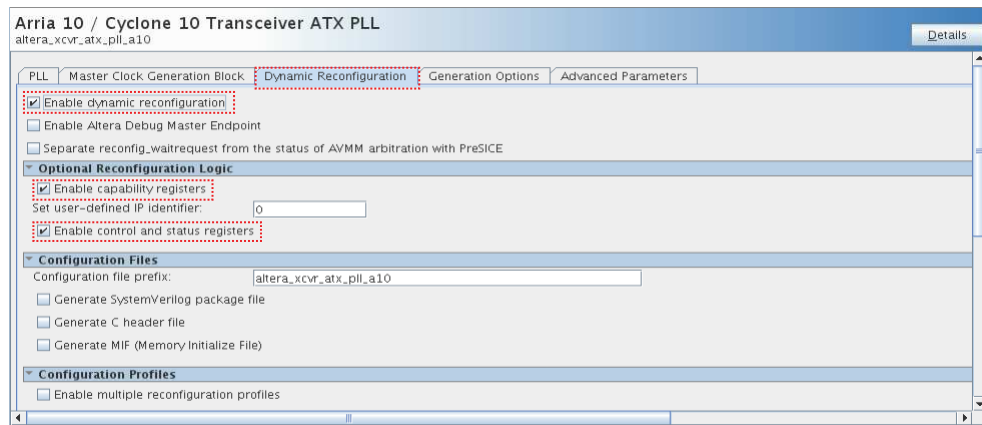 Arria 10 / Cyclone 10 Transceiver ATX PLL
altera_xcvr_atx_pll_a10
Details
PLL Master Clock Generation Block Dynamic Reconfiguration Generation Options Advanced Parameters
Enable dynamic reconfiguration
Enable Altera Debug Master Endpoint
Separate reconfig_waitrequest from the status of AVMM arbitration with PreSICE
Optional Reconfiguration Logic
Enable capability registers
Set user-defined IP identifier: 0
Enable control and status registers
Configuration Files
Configuration file prefix: altera_xcvr_atx_pll_a10
Generate SystemVerilog package file
Generate C header file
Generate MIF (Memory Initialize File)
Configuration Profiles
Enable multiple reconfiguration profiles